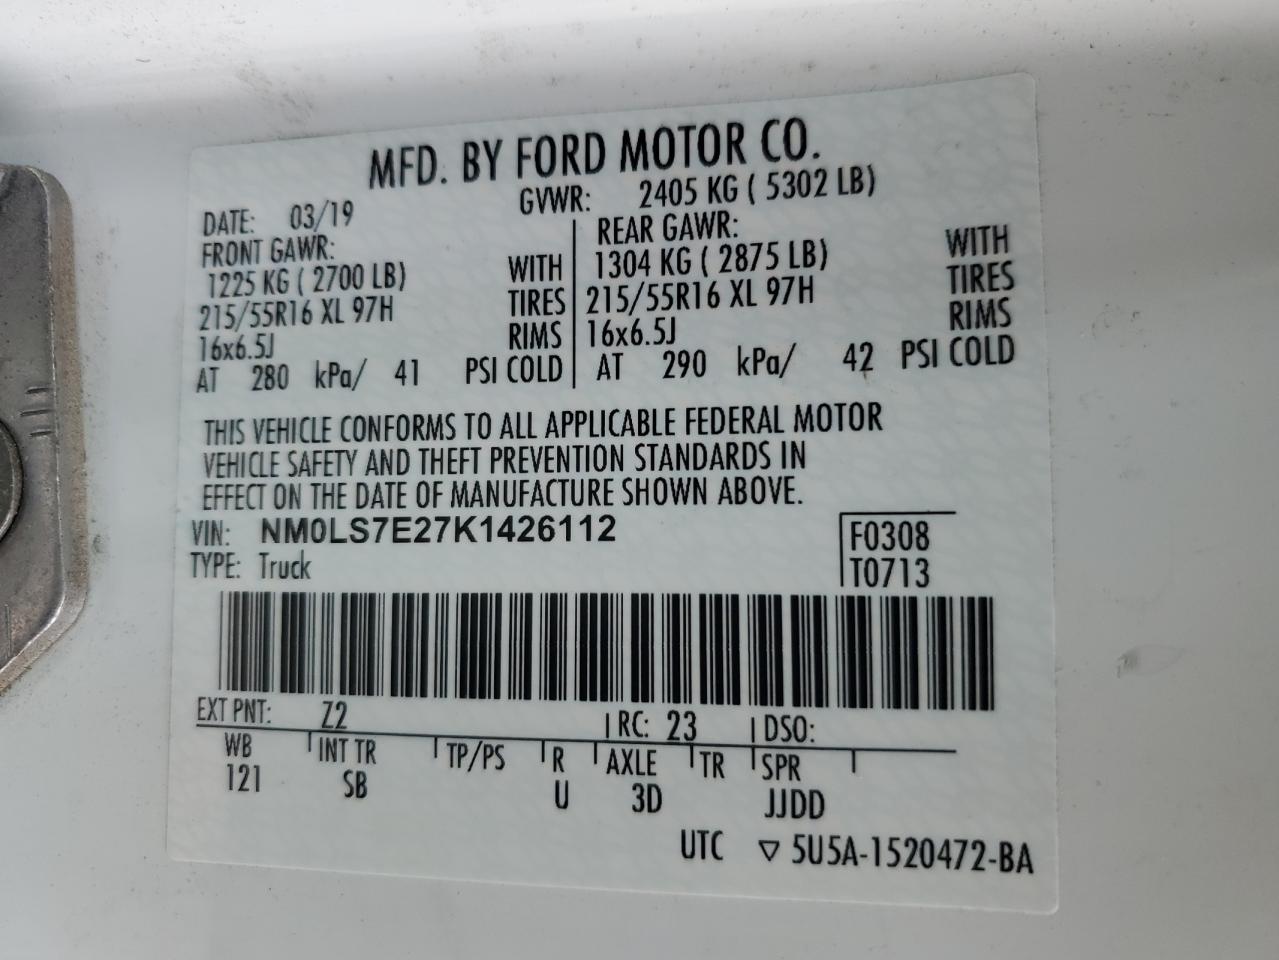 MFD. BY FORD MOTOR CO.
DATE: 03/19 GVWR: 2405 KG ( 5302 LB)
FRONT GAWR: REAR GAWR:
1225 KG ( 2700 LB) WITH 1304 KG ( 2875 LB) WITH
215/55R16 XL 97H TIRES 215/55R16 XL 97H TIRES
16x6.5J RIMS 16x6.5J RIMS
AT 280 kPa/ 41 PSI COLD AT 290 kPa/ 42 PSI COLD
THIS VEHICLE CONFORMS TO ALL APPLICABLE FEDERAL MOTOR
VEHICLE SAFETY AND THEFT PREVENTION STANDARDS IN
EFFECT ON THE DATE OF MANUFACTURE SHOWN ABOVE.
VIN: NM0LS7E27K1426112 F0308
TYPE: Truck T0713
EXT PNT: Z2 RC: 23 DSO:
WB INT TR TP/PS R AXLE TR SPR
121 SB U 3D JJDD
UTC ▽ 5U5A-1520472-BA